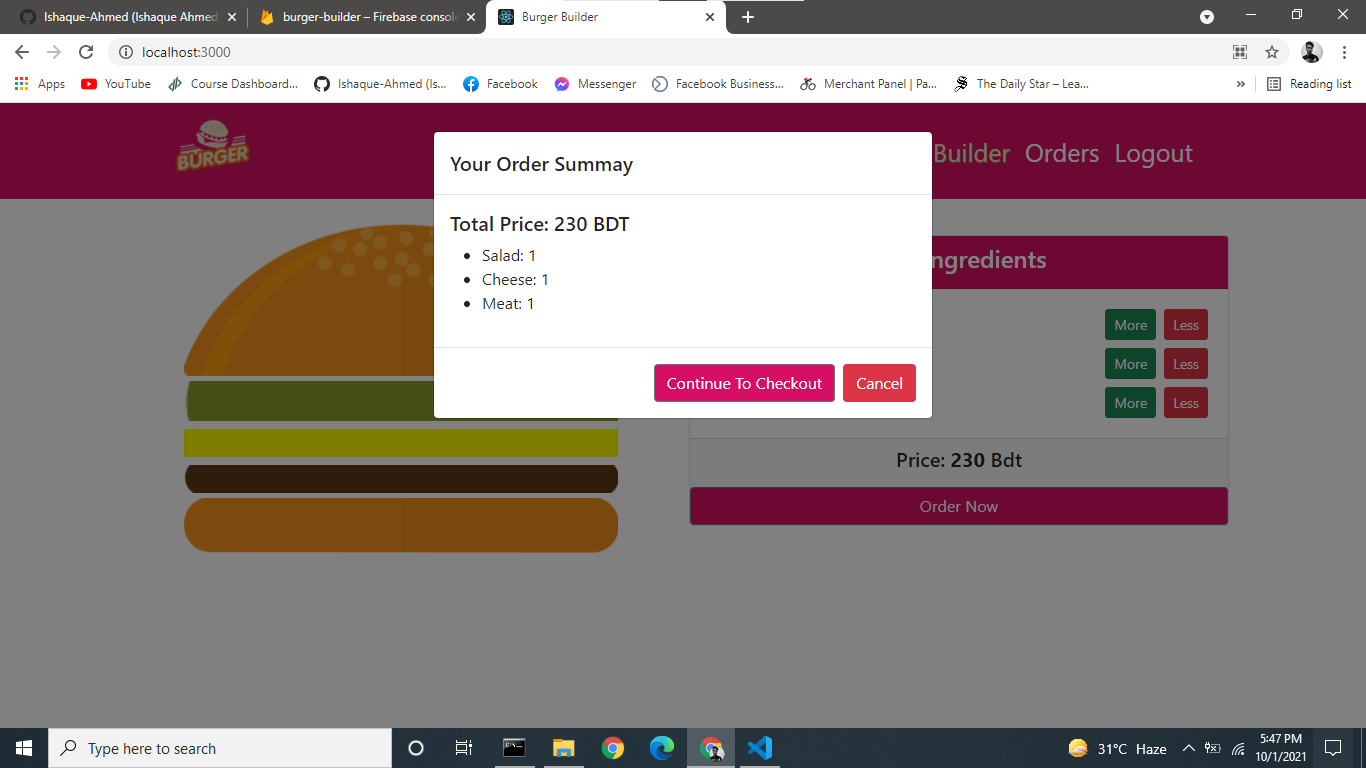 Ishaque-Ahmed (Ishaque Ahmed
burger-builder – Firebase console
Burger Builder
localhost:3000
Apps
YouTube
Course Dashboard...
Ishaque-Ahmed (Is...
Facebook
Messenger
Facebook Business...
Merchant Panel | Pa...
The Daily Star – Lea...
»
Reading list
BURGER
Builder
Orders
Logout
Your Order Summay
Total Price: 230 BDT
Salad: 1
Cheese: 1
Meat: 1
Continue To Checkout
Cancel
ngredients
More Less
More Less
More Less
Price: 230 Bdt
Order Now
Type here to search
31°C Haze
5:47 PM
10/1/2021